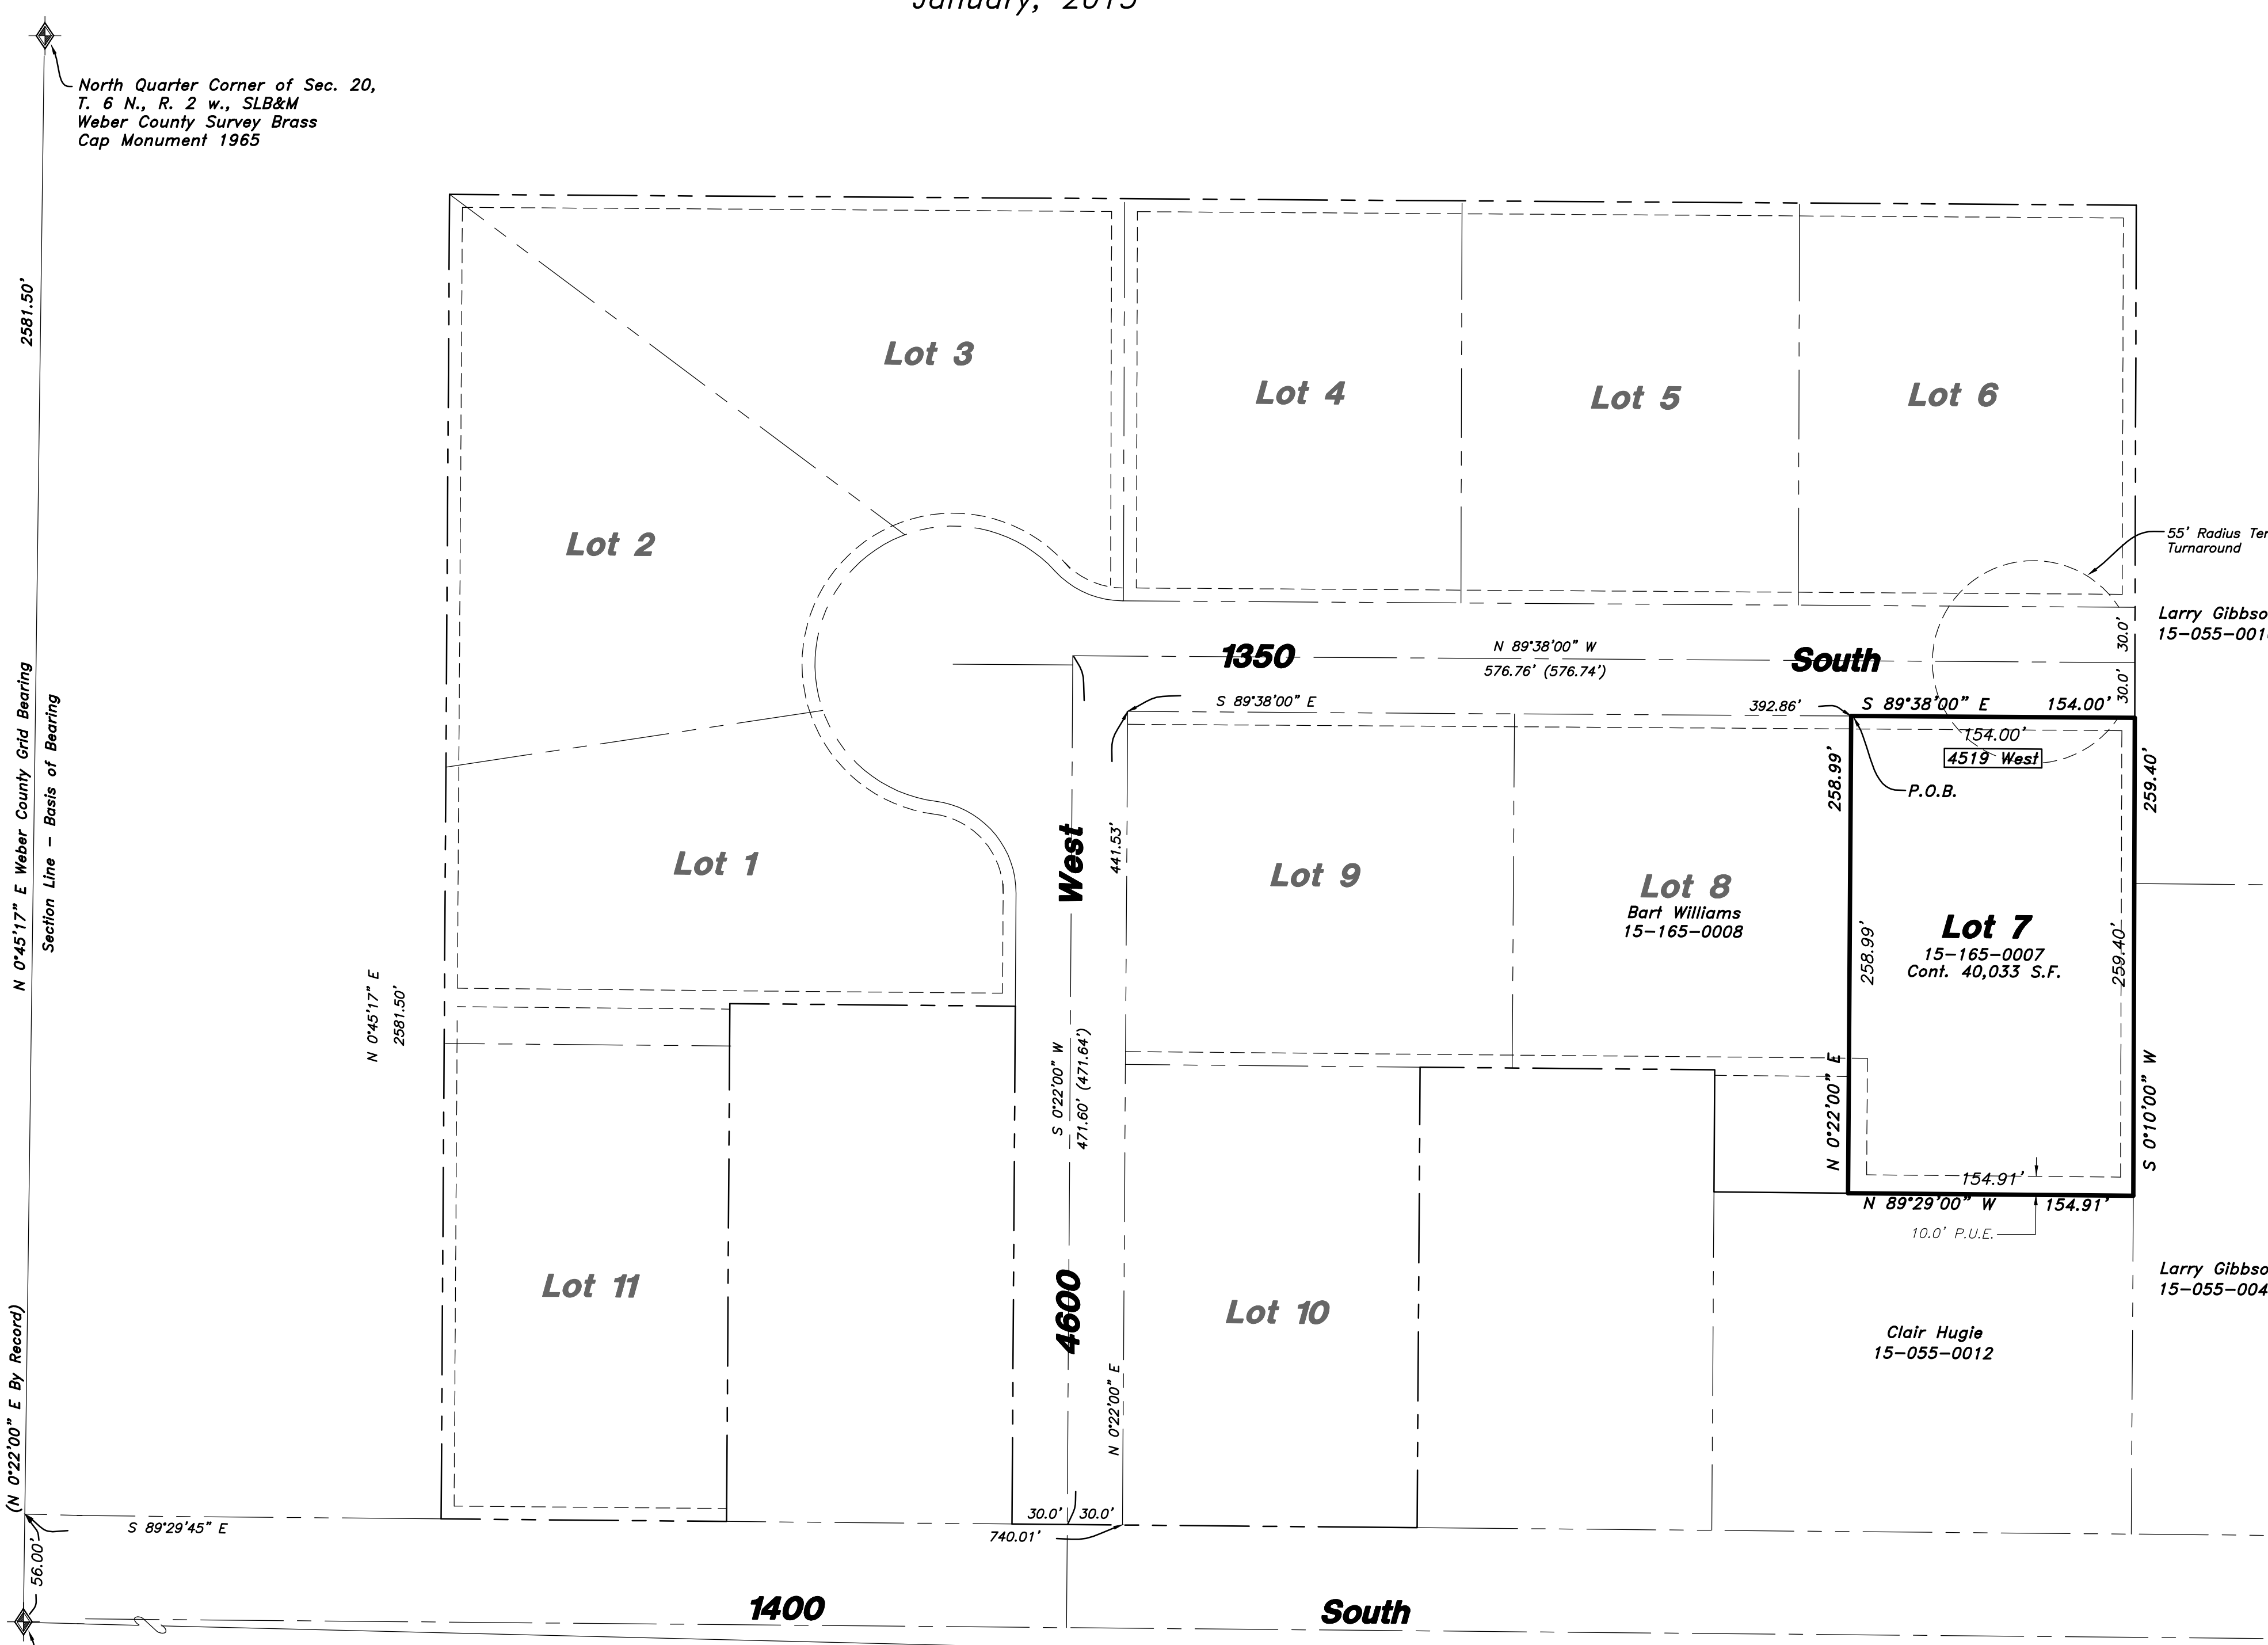 January, 2015
North Quarter Corner of Sec. 20,
T. 6 N., R. 2 w., SLB&M
Weber County Survey Brass
Cap Monument 1965
2581.50'
N 0°45'17" E Weber County Grid Bearing
Section Line - Basis of Bearing
(N 0°22'00" E By Record)
56.00'
S 89°29'45" E
N 0°45'17" E
2581.50'
Lot 3
Lot 4
Lot 5
Lot 6
Lot 2
55' Radius
Turnaround
Larry
30.0'
30.0'
1350 South
N 89°38'00" W
576.76' (576.74')
S 89°38'00" E
392.86'
S 89°38'00" E 154.00'
154.00'
4519 West
P.O.B.
258.99'
259.40'
Lot 1
West
441.53'
Lot 9
Lot 8
Bart Williams
15-165-0008
Lot 7
15-165-0007
Cont. 40,033 S.F.
258.99'
259.40'
N 0°22'00" E
S 0°10'00" W
S 0°22'00" W
471.60' (471.64')
154.91'
N 89°29'00" W 154.91'
10.0' P.U.E.
Larry
Lot 11
4600
Lot 10
N 0°22'00" E
Clair Hugie
15-055-0012
30.0' 30.0'
740.01'
1400 South